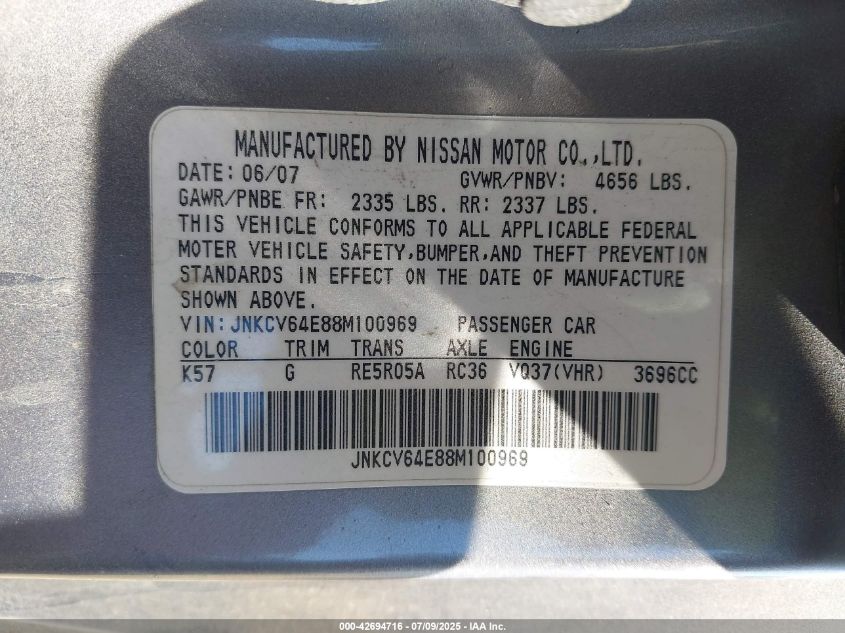 MANUFACTURED BY NISSAN MOTOR CO.,LTD.
DATE: 06/07 GVWR/PNBV: 4656 LBS.
GAWR/PNBE FR: 2335 LBS. RR: 2337 LBS.
THIS VEHICLE CONFORMS TO ALL APPLICABLE FEDERAL
MOTER VEHICLE SAFETY,BUMPER,AND THEFT PREVENTION
STANDARDS IN EFFECT ON THE DATE OF MANUFACTURE
SHOWN ABOVE.
VIN: JNKCV64E88M100969 PASSENGER CAR
COLOR TRIM TRANS AXLE ENGINE
K57 G RE5R05A RC36 VQ37(VHR) 3696CC
JNKCV64E88M100969
000-42694716 - 07/09/2025 - IAA Inc.